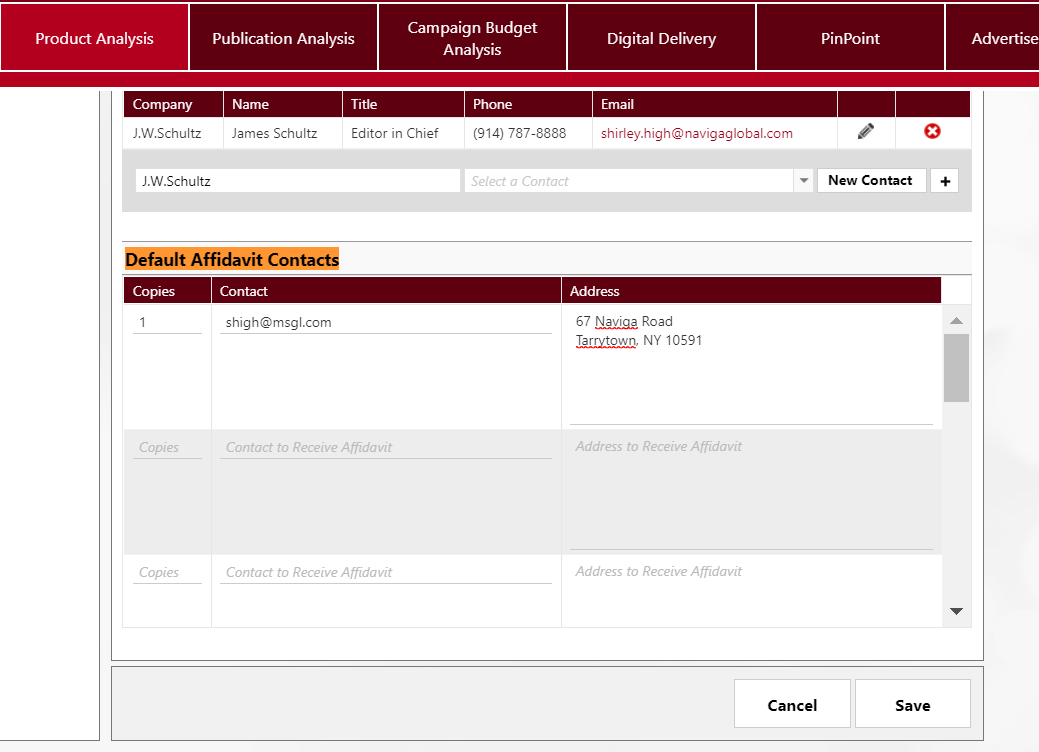 Product Analysis
Publication Analysis
Campaign Budget
Analysis
Digital Delivery
PinPoint
Advertise
Company Name Title Phone Email
J.W.Schultz James Schultz Editor in Chief (914) 787-8888 shirley.high@navigaglobal.com
J.W.Schultz Select a Contact New Contact +
Default Affidavit Contacts
Copies Contact Address
1 shigh@msgl.com 67 Naviga Road
Tarrytown, NY 10591
Copies Contact to Receive Affidavit Address to Receive Affidavit
Copies Contact to Receive Affidavit Address to Receive Affidavit
Cancel Save